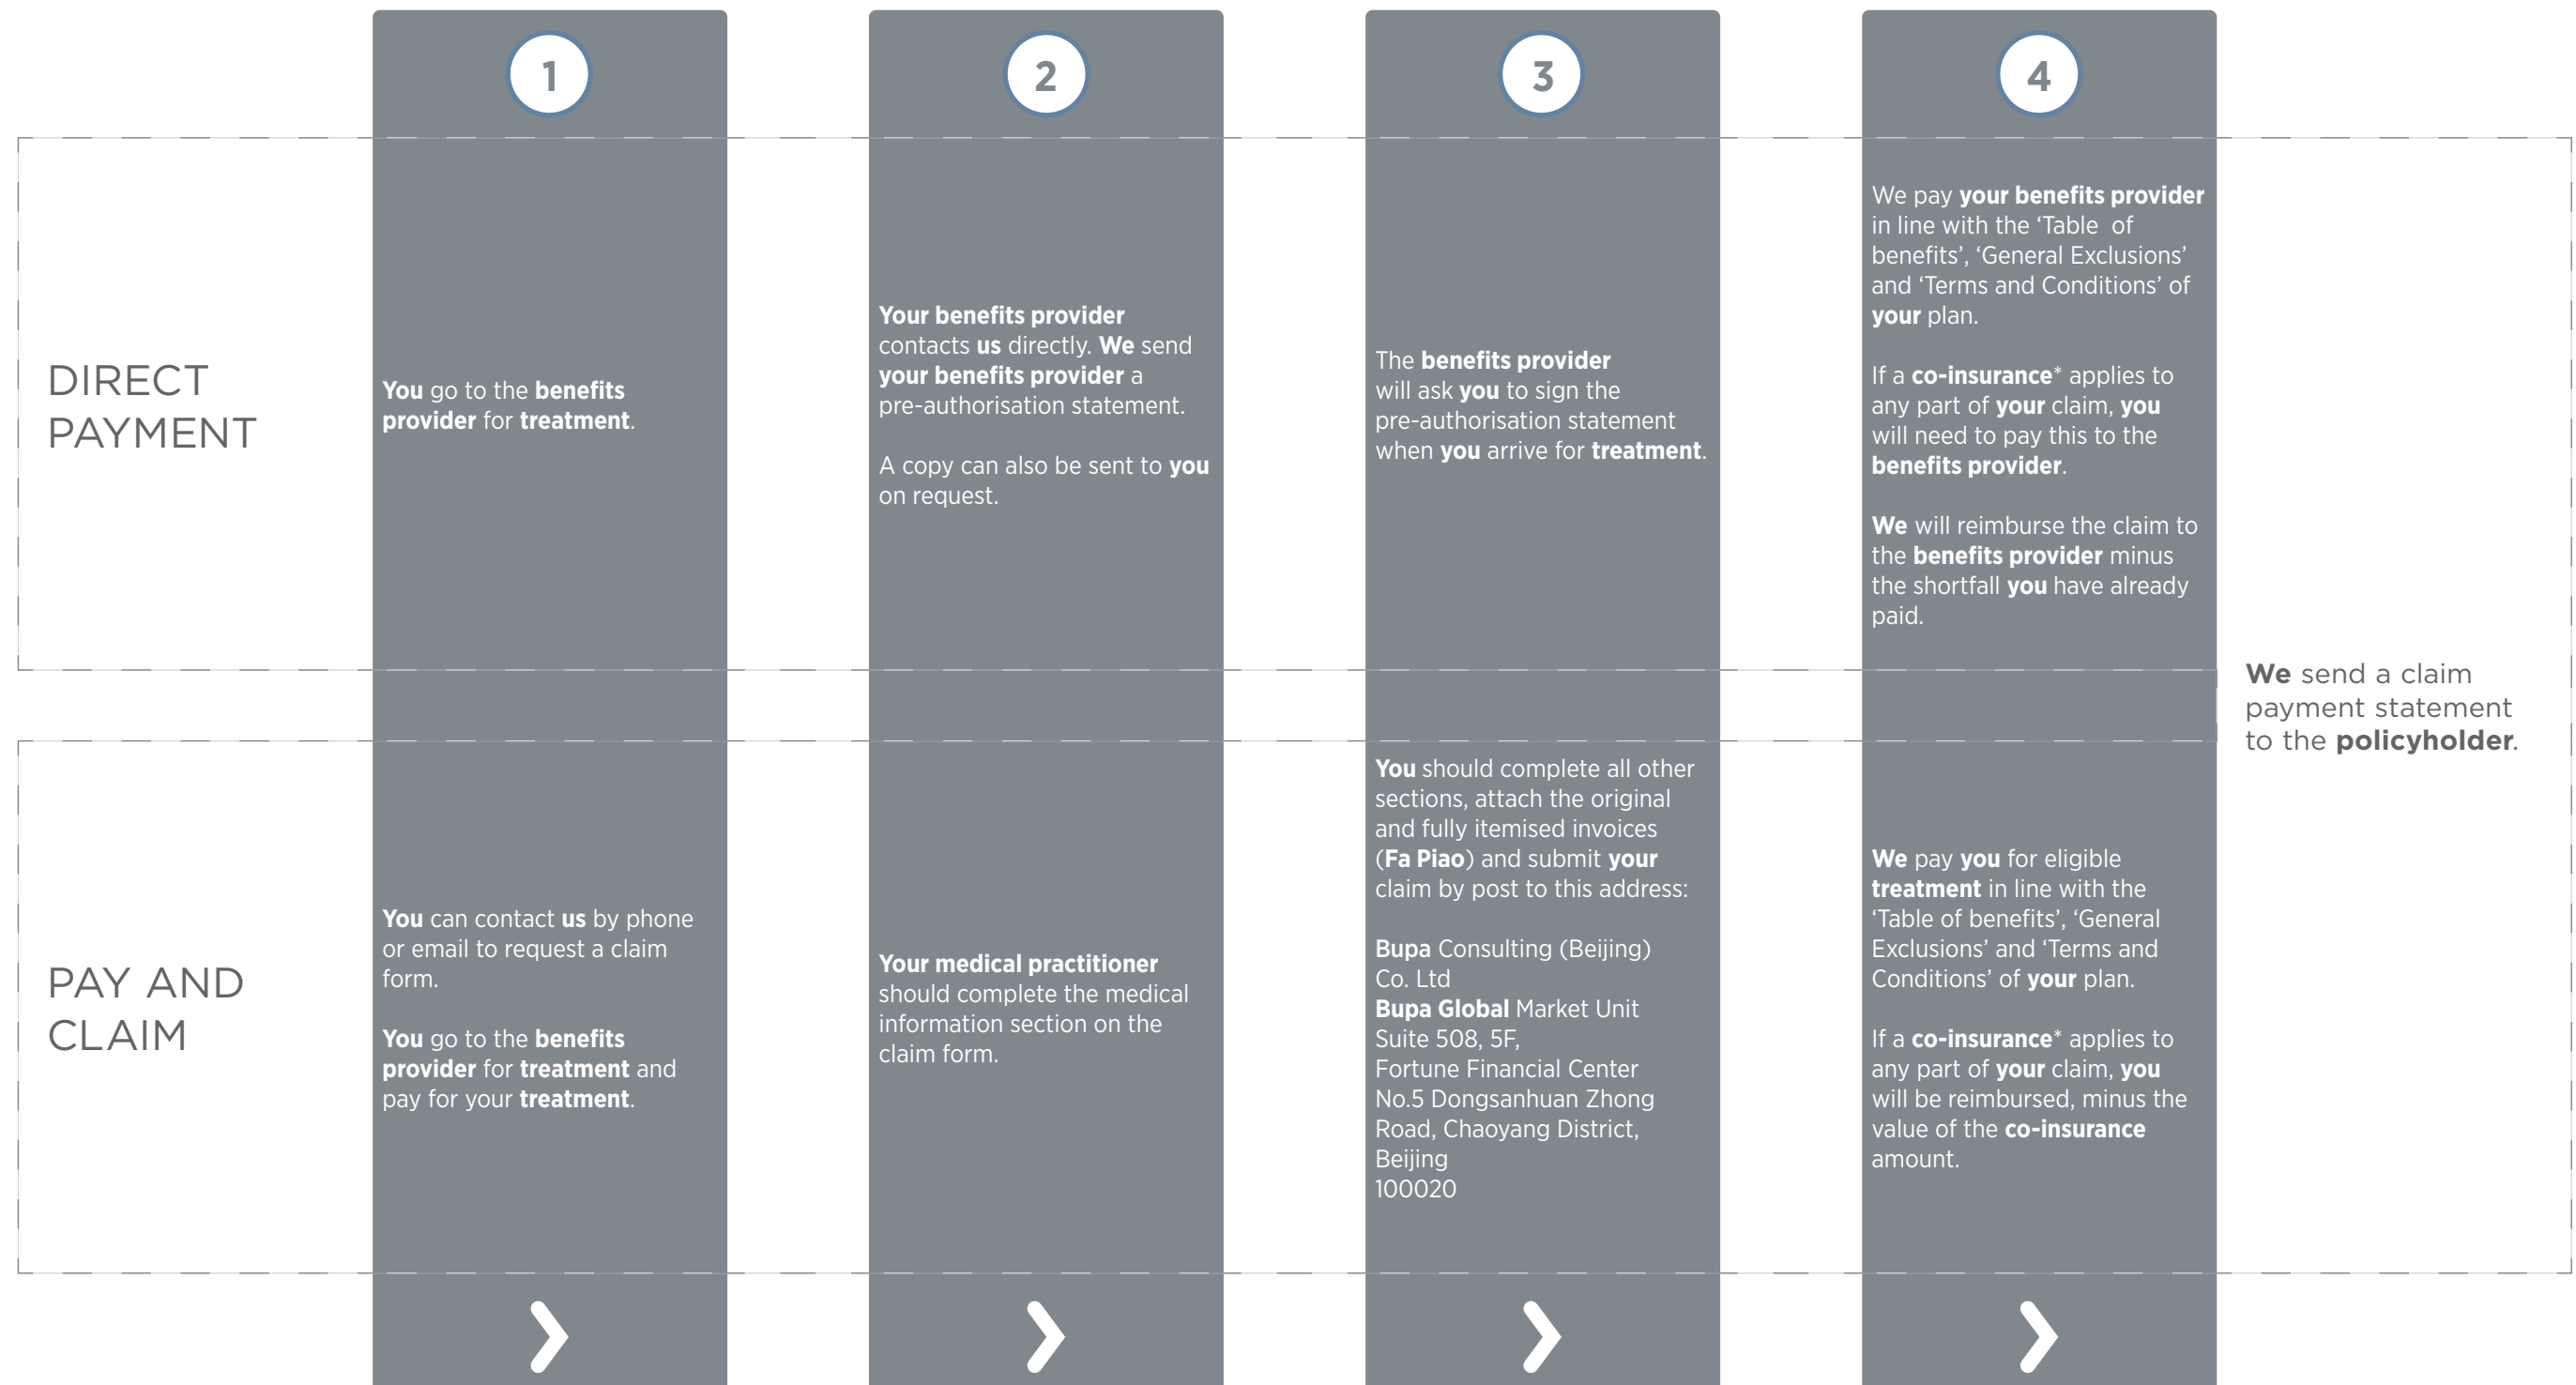 1
2
3
4
DIRECT
PAYMENT
You go to the benefits
provider for treatment.
Your benefits provider
contacts us directly. We send
your benefits provider a
pre-authorisation statement.
A copy can also be sent to you
on request.
The benefits provider
will ask you to sign the
pre-authorisation statement
when you arrive for treatment.
We pay your benefits provider
in line with the ‘Table of
benefits’, ‘General Exclusions’
and ‘Terms and Conditions’ of
your plan.
If a co-insurance* applies to
any part of your claim, you
will need to pay this to the
benefits provider.
We will reimburse the claim to
the benefits provider minus
the shortfall you have already
paid.
PAY AND
CLAIM
You can contact us by phone
or email to request a claim
form.
You go to the benefits
provider for treatment and
pay for your treatment.
Your medical practitioner
should complete the medical
information section on the
claim form.
You should complete all other
sections, attach the original
and fully itemised invoices
(Fa Piao) and submit your
claim by post to this address:
Bupa Consulting (Beijing)
Co. Ltd
Bupa Global Market Unit
Suite 508, 5F,
Fortune Financial Center
No.5 Dongsanhuan Zhong
Road, Chaoyang District,
Beijing
100020
We pay you for eligible
treatment in line with the
‘Table of benefits’, ‘General
Exclusions’ and ‘Terms and
Conditions’ of your plan.
If a co-insurance* applies to
any part of your claim, you
will be reimbursed, minus the
value of the co-insurance
amount.
We send a claim
payment statement
to the policyholder.